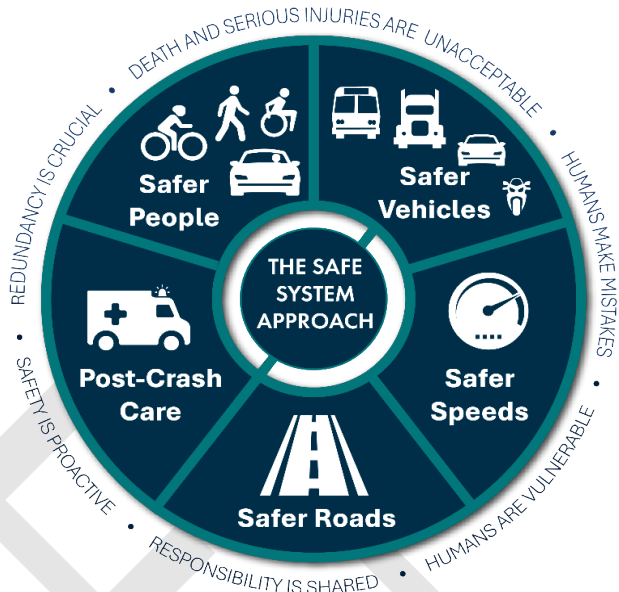 DEATH AND SERIOUS INJURIES ARE UNACCEPTABLE
HUMANS MAKE MISTAKES
HUMANS ARE VULNERABLE
RESPONSIBILITY IS SHARED
SAFETY IS PROACTIVE
REDUNDANCY IS CRUCIAL
Safer
People
Safer
Vehicles
THE SAFE
SYSTEM
APPROACH
Post-Crash
Care
Safer
Speeds
Safer Roads